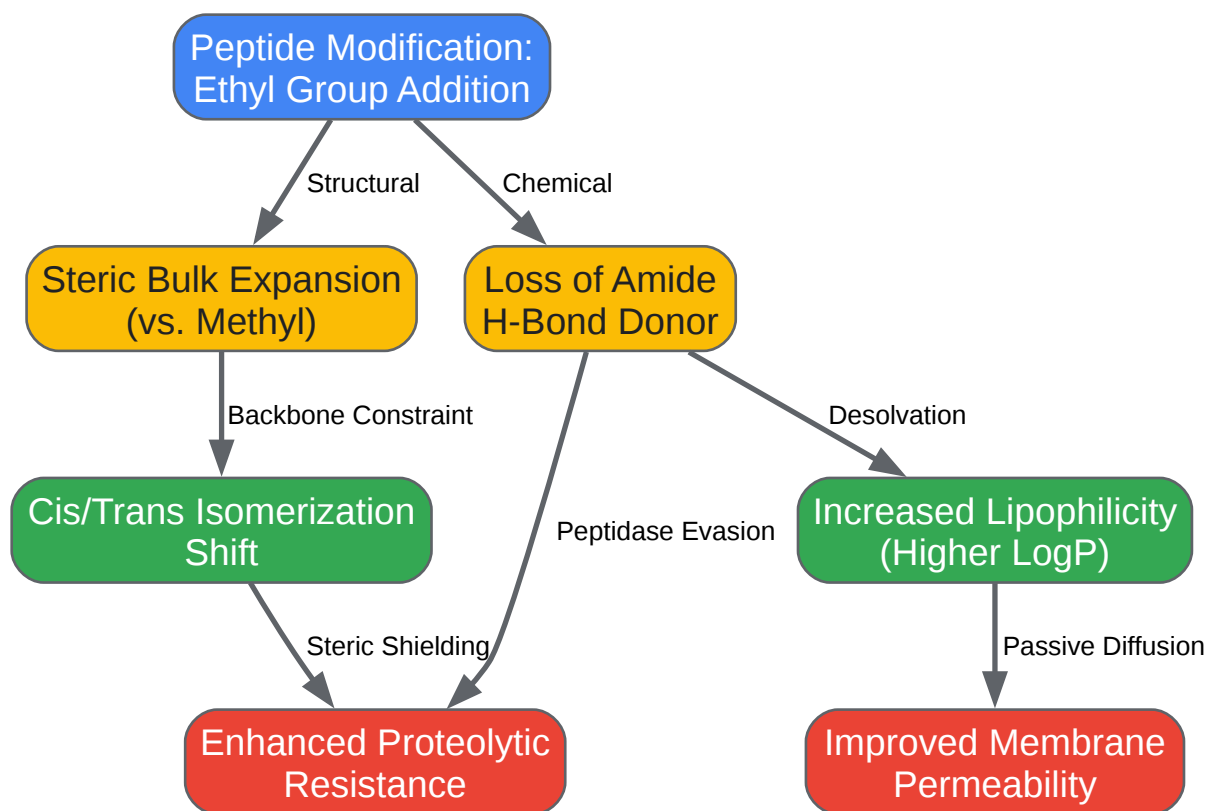 Peptide Modification:
Ethyl Group Addition
Structural
Chemical
Steric Bulk Expansion
(vs. Methyl)
Loss of Amide
H-Bond Donor
Backbone Constraint
Desolvation
Cis/Trans Isomerization
Shift
Peptidase Evasion
Increased Lipophilicity
(Higher LogP)
Steric Shielding
Passive Diffusion
Enhanced Proteolytic
Resistance
Improved Membrane
Permeability